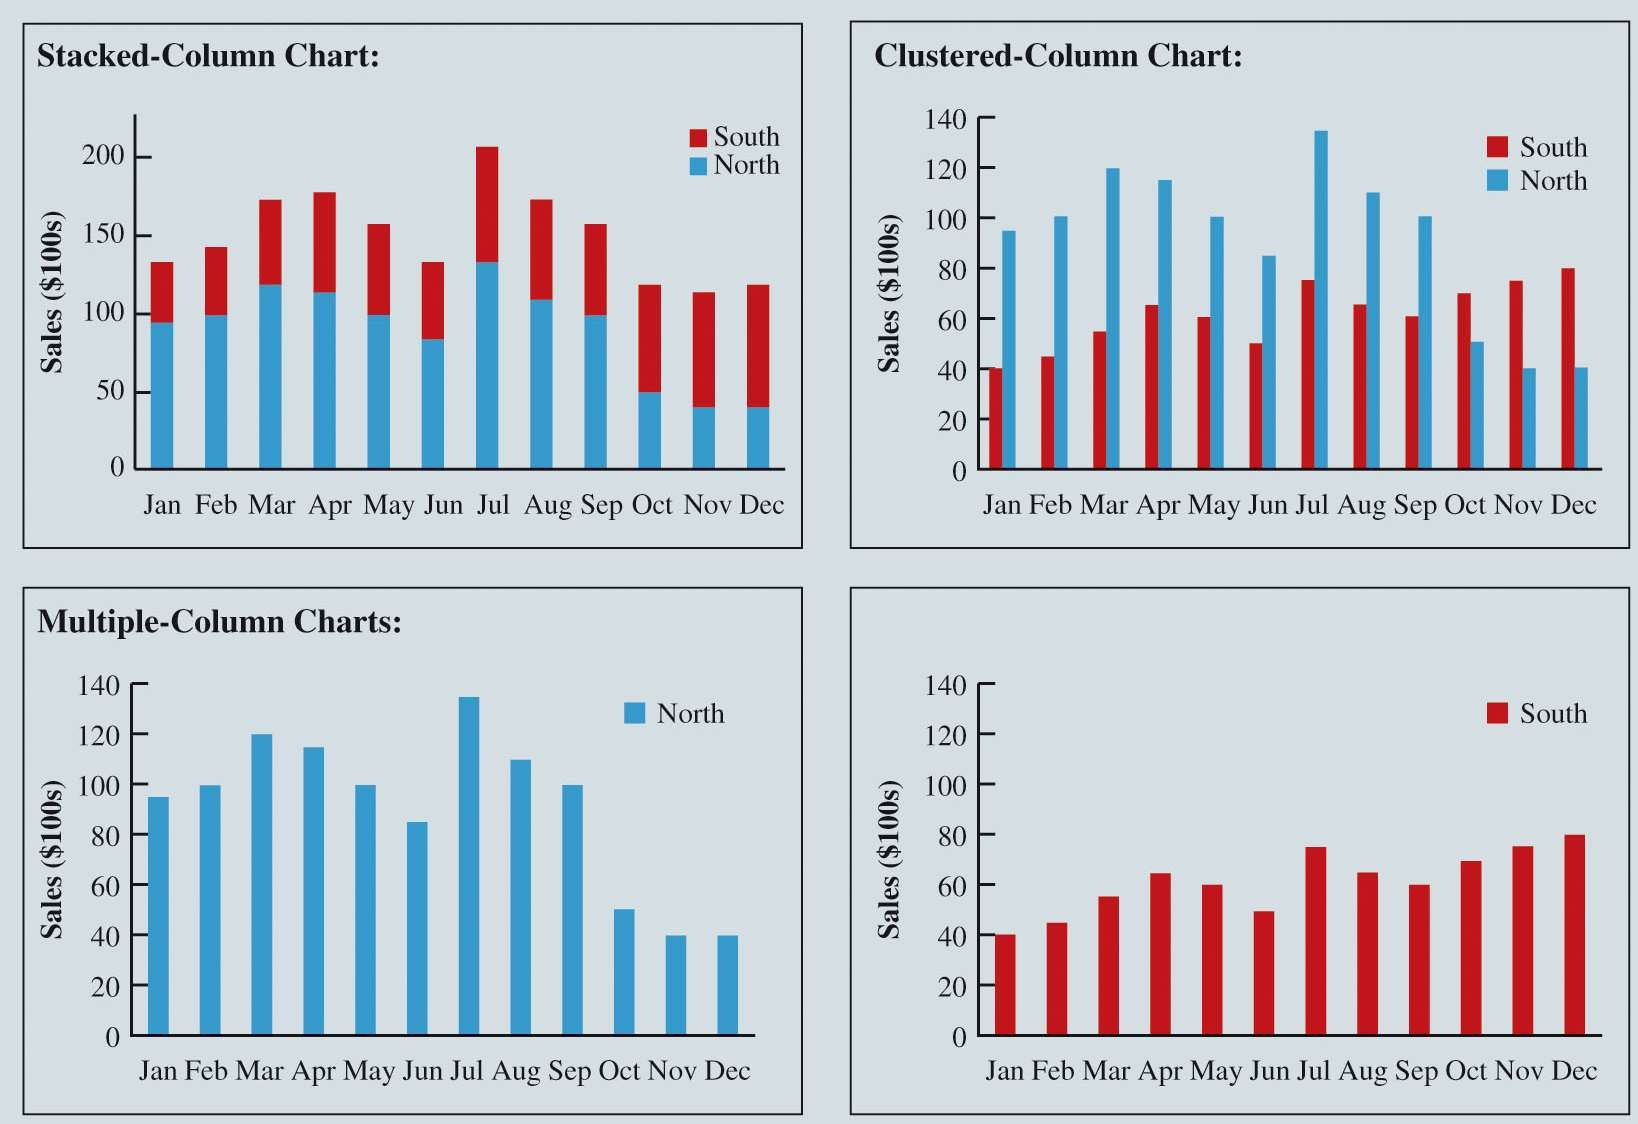 Stacked-Column Chart:
South
North
200
150
100
50
0
Sales ($100s)
Jan Feb Mar Apr May Jun Jul Aug Sep Oct Nov Dec
Clustered-Column Chart:
140
120
100
80
60
40
20
0
South
North
Sales ($100s)
Jan Feb Mar Apr May Jun Jul Aug Sep Oct Nov Dec
Multiple-Column Charts:
140
120
100
80
60
40
20
0
North
Sales ($100s)
Jan Feb Mar Apr May Jun Jul Aug Sep Oct Nov Dec
140
120
100
80
60
40
20
0
South
Sales ($100s)
Jan Feb Mar Apr May Jun Jul Aug Sep Oct Nov Dec